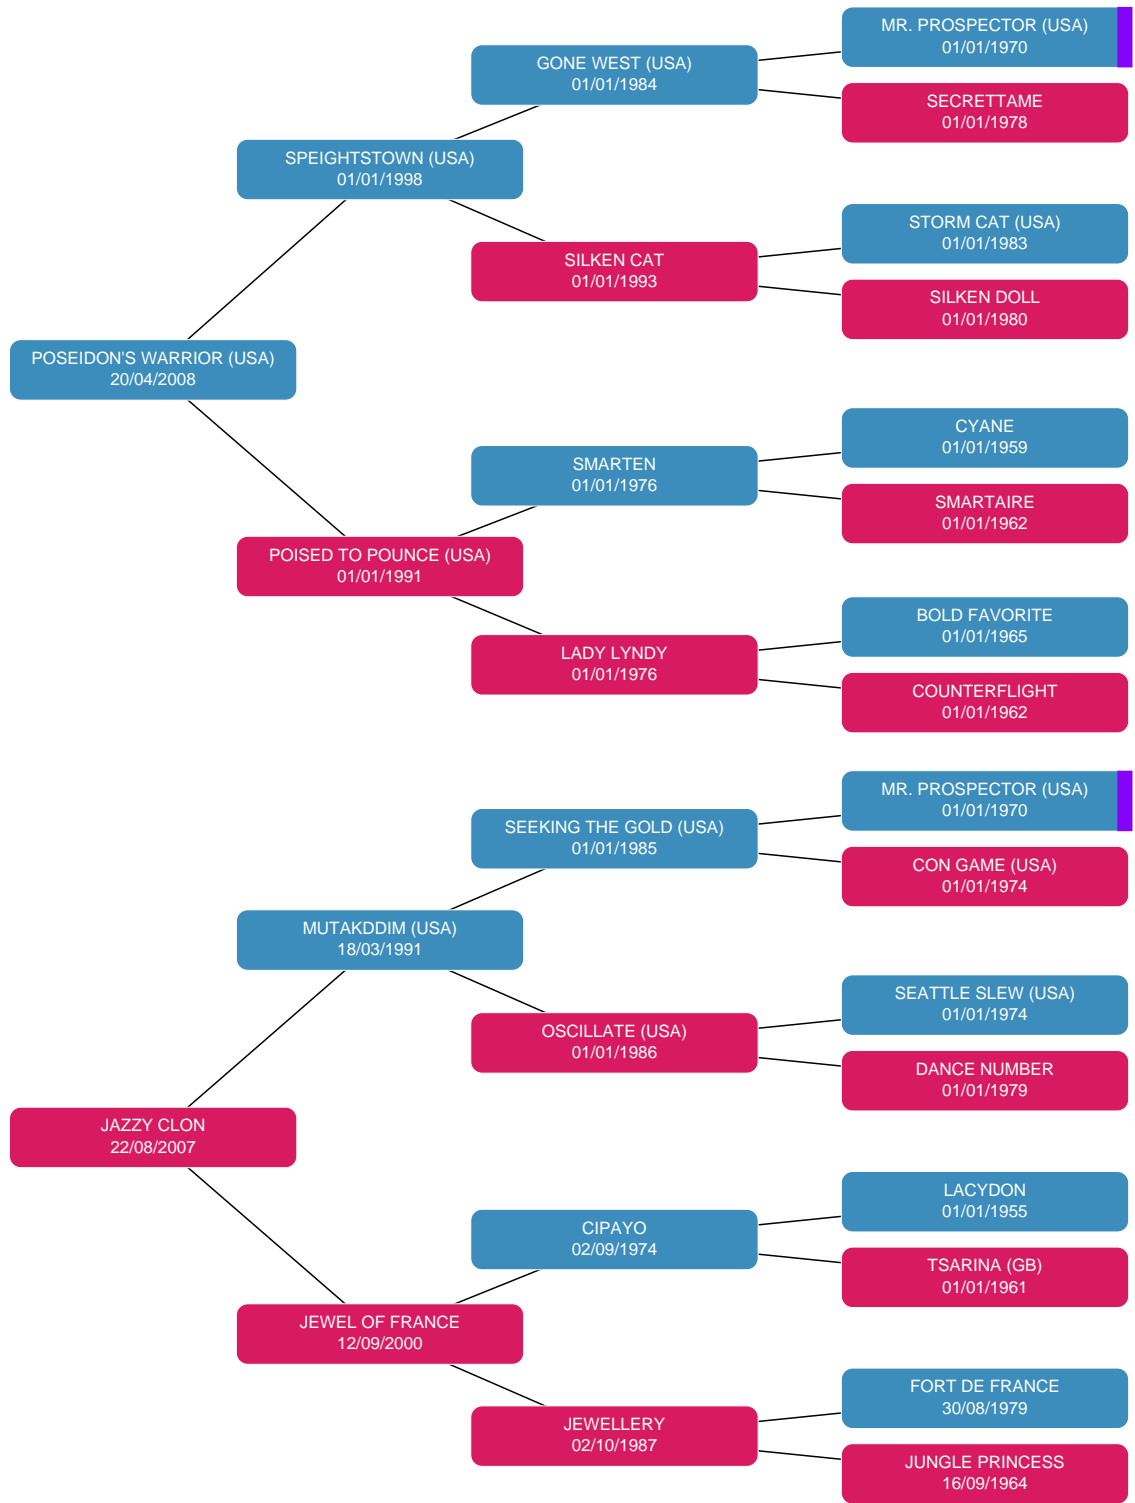 MR. PROSPECTOR (USA)
01/01/1970
GONE WEST (USA)
01/01/1984
SECRETTAME
01/01/1978
SPEIGHTSTOWN (USA)
01/01/1998
STORM CAT (USA)
01/01/1983
SILKEN CAT
01/01/1993
SILKEN DOLL
01/01/1980
POSEIDON'S WARRIOR (USA)
20/04/2008
CYANE
01/01/1959
SMARTEN
01/01/1976
SMARTAIRE
01/01/1962
POISED TO POUNCE (USA)
01/01/1991
BOLD FAVORITE
01/01/1965
LADY LYNDY
01/01/1976
COUNTERFLIGHT
01/01/1962
MR. PROSPECTOR (USA)
01/01/1970
SEEKING THE GOLD (USA)
01/01/1985
CON GAME (USA)
01/01/1974
MUTAKDDIM (USA)
18/03/1991
SEATTLE SLEW (USA)
01/01/1974
OSCILLATE (USA)
01/01/1986
DANCE NUMBER
01/01/1979
JAZZY CLON
22/08/2007
LACYDON
01/01/1955
CIPAYO
02/09/1974
TSARINA (GB)
01/01/1961
JEWEL OF FRANCE
12/09/2000
FORT DE FRANCE
30/08/1979
JEWELLERY
02/10/1987
JUNGLE PRINCESS
16/09/1964